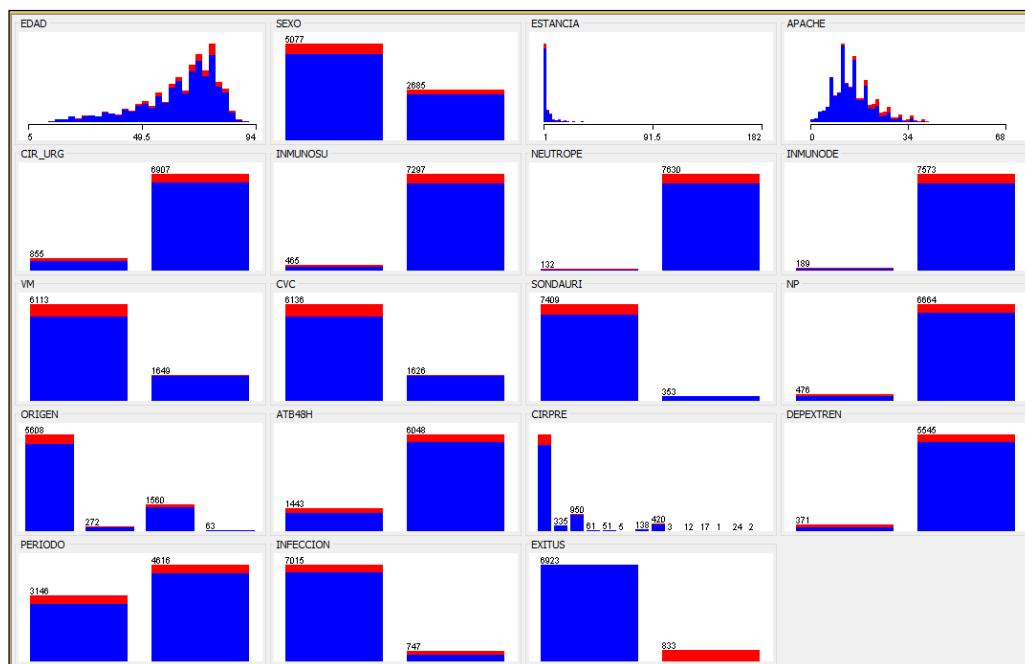 EDAD
SEXO
ESTANCIA
APACHE
5077
2685
5 49.5 94
1 91.5 182
0 34 68
CIR_URG
INMUNOSU
NEUTROPE
INMUNODE
855
6907
465
7297
132
7630
189
7573
VM
CVC
SONDAURI
NP
6113
1649
6136
1626
7409
353
476
6664
ORIGEN
ATB48H
CIRPRE
DEPEXTREN
5608
272
1560
63
1443
6048
335
950
61
51
5
138
420
3
12
17
1
24
2
371
5545
PERIODO
INFECCION
EXITUS
3146
4616
7015
747
6923
833